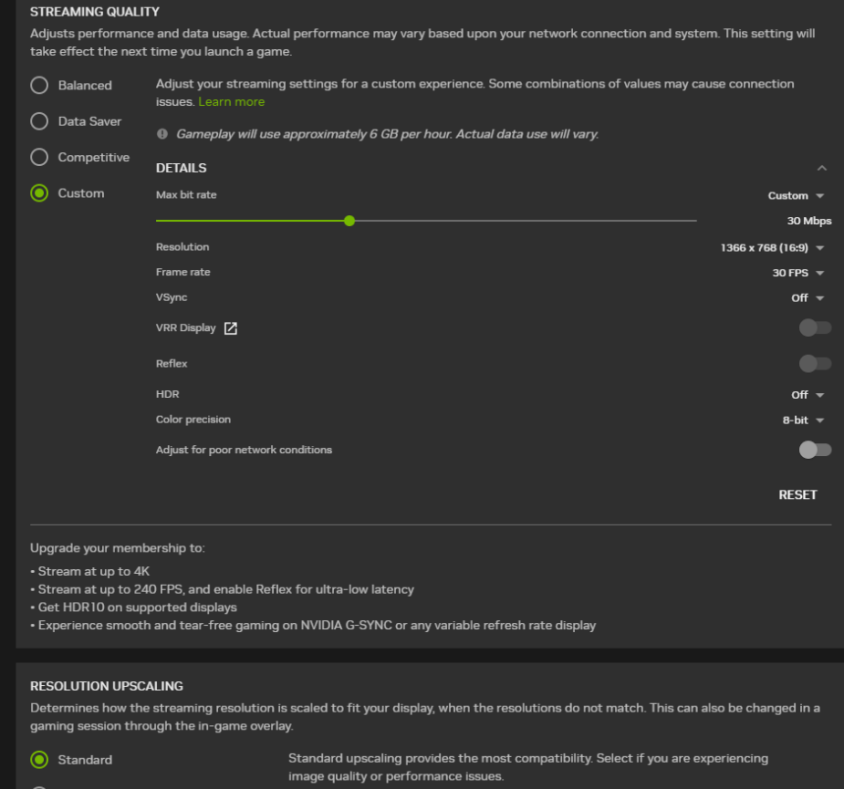 STREAMING QUALITY
Adjusts performance and data usage. Actual performance may vary based upon your network connection and system. This setting will
take effect the next time you launch a game.
Balanced
Data Saver
Competitive
Custom
Adjust your streaming settings for a custom experience. Some combinations of values may cause connection
issues. Learn more
Gameplay will use approximately 6 GB per hour. Actual data use will vary.
DETAILS
Max bit rate Custom
30 Mbps
Resolution 1366 x 768 (16:9)
Frame rate 30 FPS
VSync Off
VRR Display
Reflex
HDR Off
Color precision 8-bit
Adjust for poor network conditions
RESET
Upgrade your membership to:
• Stream at up to 4K
• Stream at up to 240 FPS, and enable Reflex for ultra-low latency
• Get HDR10 on supported displays
• Experience smooth and tear-free gaming on NVIDIA G-SYNC or any variable refresh rate display
RESOLUTION UPSCALING
Determines how the streaming resolution is scaled to fit your display, when the resolutions do not match. This can also be changed in a
gaming session through the in-game overlay.
Standard
Standard upscaling provides the most compatibility. Select if you are experiencing
image quality or performance issues.